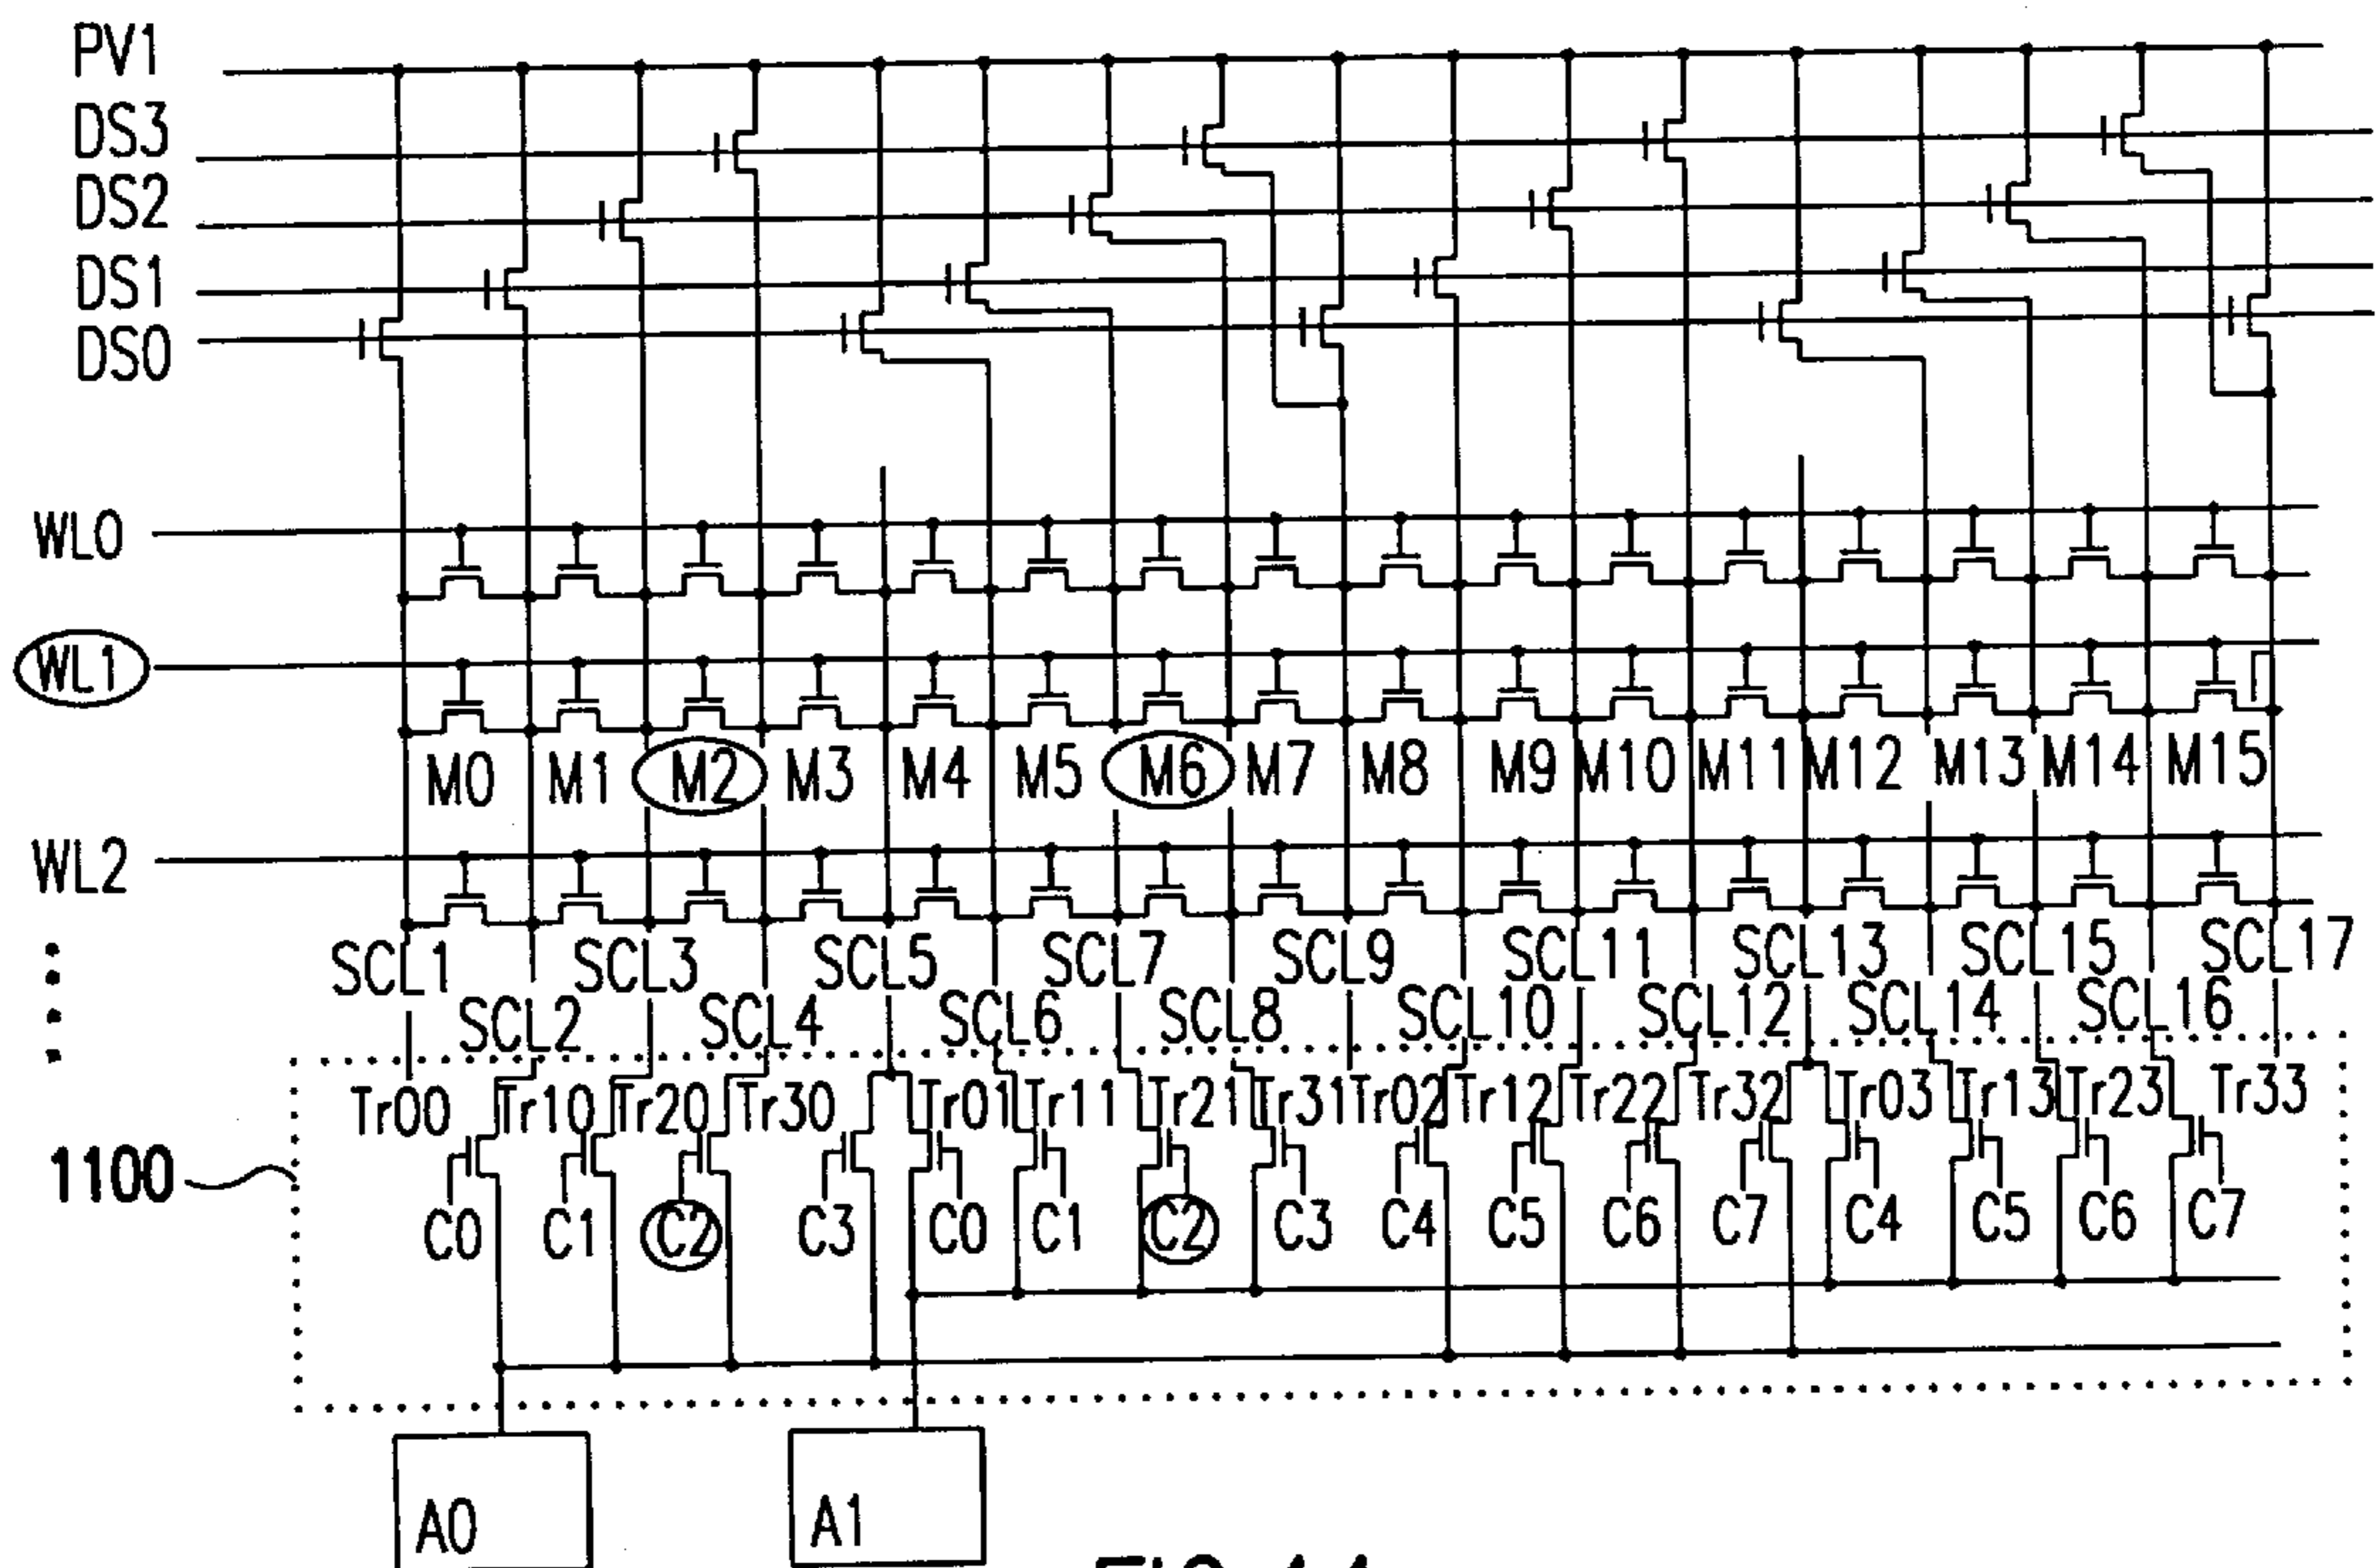 PV1
DS3
DS2
DS1
DS0
WL0
WL1
M0 M1 M2 M3 M4 M5 M6 M7 M8 M9 M10 M11 M12 M13 M14 M15
WL2
SCL1 SCL3 SCL5 SCL7 SCL9 SCL11 SCL13 SCL15 SCL17
SCL2 SCL4 SCL6 SCL8 SCL10 SCL12 SCL14 SCL16
Tr00 Tr10 Tr20 Tr30 Tr01 Tr11 Tr21 Tr31 Tr02 Tr12 Tr22 Tr32 Tr03 Tr13 Tr23 Tr33
1100
C0 C1 C2 C3 C0 C1 C2 C3 C4 C5 C6 C7 C4 C5 C6 C7
A0 A1